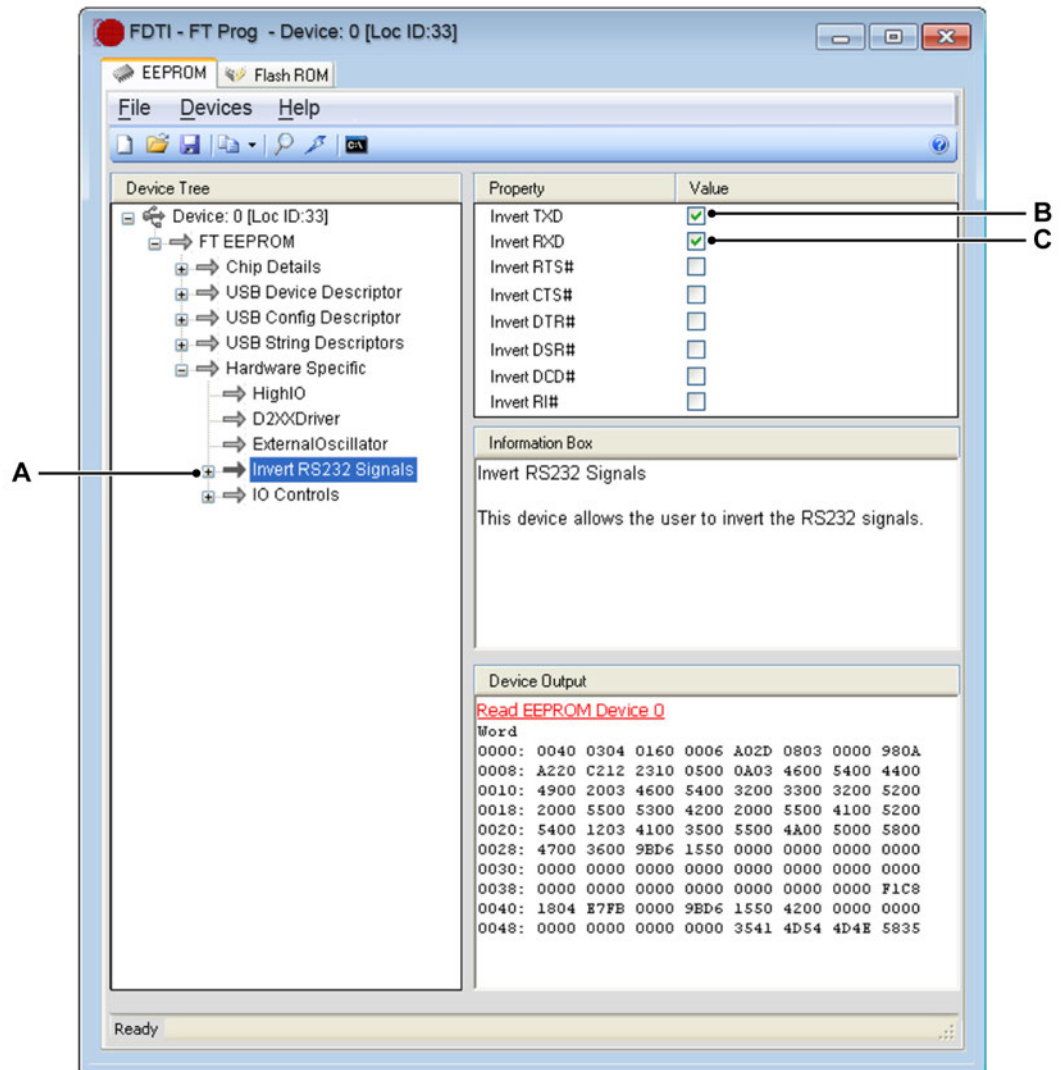 FDTI - FT Prog - Device: 0 [Loc ID:33]
EEPROM
Flash ROM
File Devices Help
C:\
Device Tree
Device: 0 [Loc ID:33]
FT EEPROM
Chip Details
USB Device Descriptor
USB Config Descriptor
USB String Descriptors
Hardware Specific
HighIO
D2XXDriver
ExternalOscillator
A
Invert RS232 Signals
IO Controls
Property Value
Invert TXD
B
Invert RXD
C
Invert RTS#
Invert CTS#
Invert DTR#
Invert DSR#
Invert DCD#
Invert RI#
Information Box
Invert RS232 Signals
This device allows the user to invert the RS232 signals.
Device Output
Read EEPROM Device 0
Word
0000: 0040 0304 0160 0006 A02D 0803 0000 980A
0008: A220 C212 2310 0500 0A03 4600 5400 4400
0010: 4900 2003 4600 5400 3200 3300 3200 5200
0018: 2000 5500 5300 4200 2000 5500 4100 5200
0020: 5400 1203 4100 3500 5500 4A00 5000 5800
0028: 4700 3600 9BD6 1550 0000 0000 0000 0000
0030: 0000 0000 0000 0000 0000 0000 0000 0000
0038: 0000 0000 0000 0000 0000 0000 0000 F1C8
0040: 1804 E7FB 0000 9BD6 1550 4200 0000 0000
0048: 0000 0000 0000 0000 3541 4D54 4D4E 5835
Ready